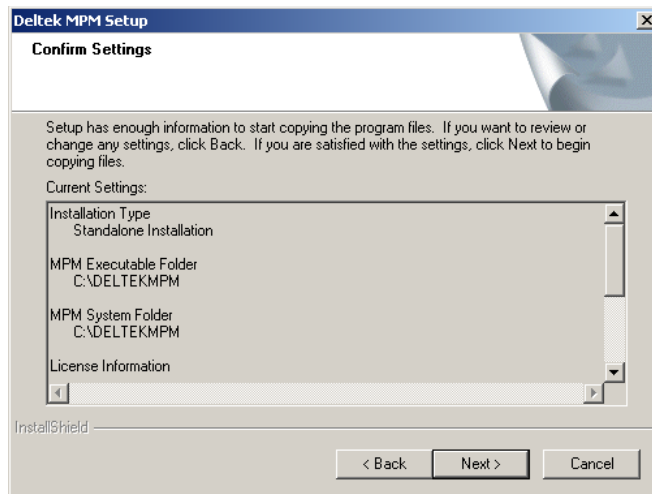 Deltek MPM Setup
Confirm Settings
Setup has enough information to start copying the program files. If you want to review or
change any settings, click Back. If you are satisfied with the settings, click Next to begin
copying files.
Current Settings:
Installation Type
Standalone Installation
MPM Executable Folder
C:\DELTEKMPM
MPM System Folder
C:\DELTEKMPM
License Information
InstallShield
< Back
Next >
Cancel